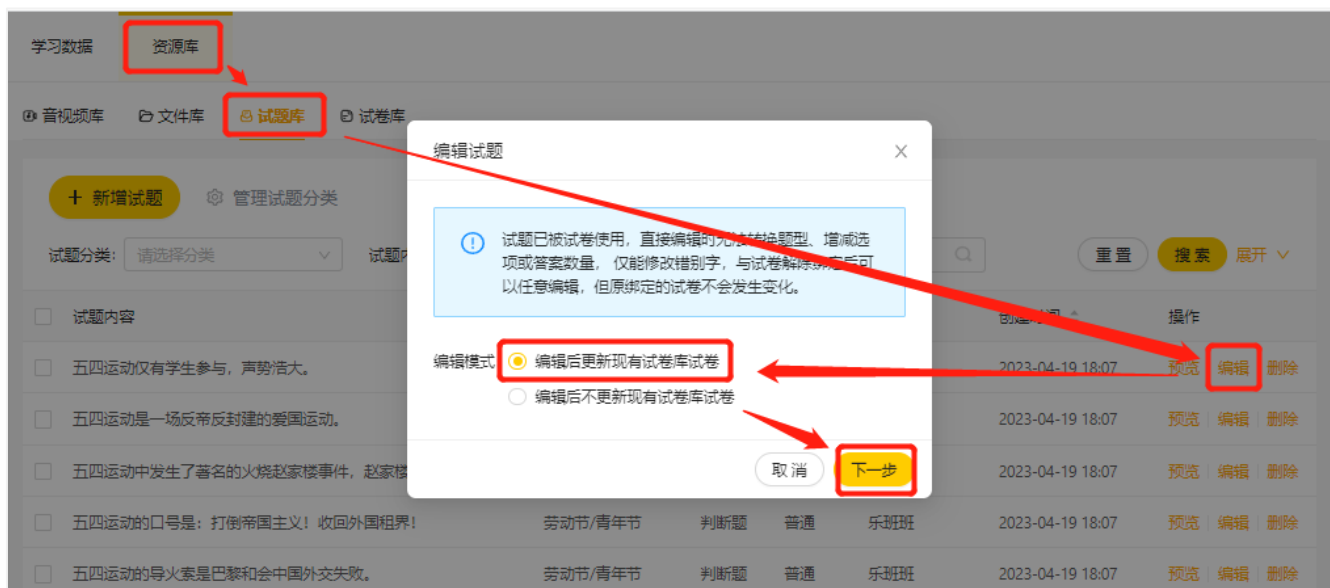 学习数据 资源库
音视频库 文件库 试题库 试卷库
编辑试题
+ 新增试题 管理试题分类
试题已被试卷使用，直接编辑时无法转换题型、增减选
项或答案数量， 仅能修改错别字，与试卷解除绑定后可
以任意编辑，但原绑定的试卷不会发生变化。
试题分类： 请选择分类 试题内 重置 搜索 展开
试题内容 创建时间 操作
编辑模式 编辑后更新现有试卷库试卷
五四运动仅有学生参与，声势浩大。 2023-04-19 18:07 预览 编辑 删除
编辑后不更新现有试卷库试卷
五四运动是一场反帝反封建的爱国运动。 2023-04-19 18:07 预览 编辑 删除
取消 下一步
五四运动中发生了著名的火烧赵家楼事件，赵家楼 2023-04-19 18:07 预览 编辑 删除
五四运动的口号是：打倒帝国主义！收回外国租界！ 劳动节/青年节 判断题 普通 乐班班 2023-04-19 18:07 预览 编辑 删除
五四运动的导火索是巴黎和会中国外交失败。 劳动节/青年节 判断题 普通 乐班班 2023-04-19 18:07 预览 编辑 删除